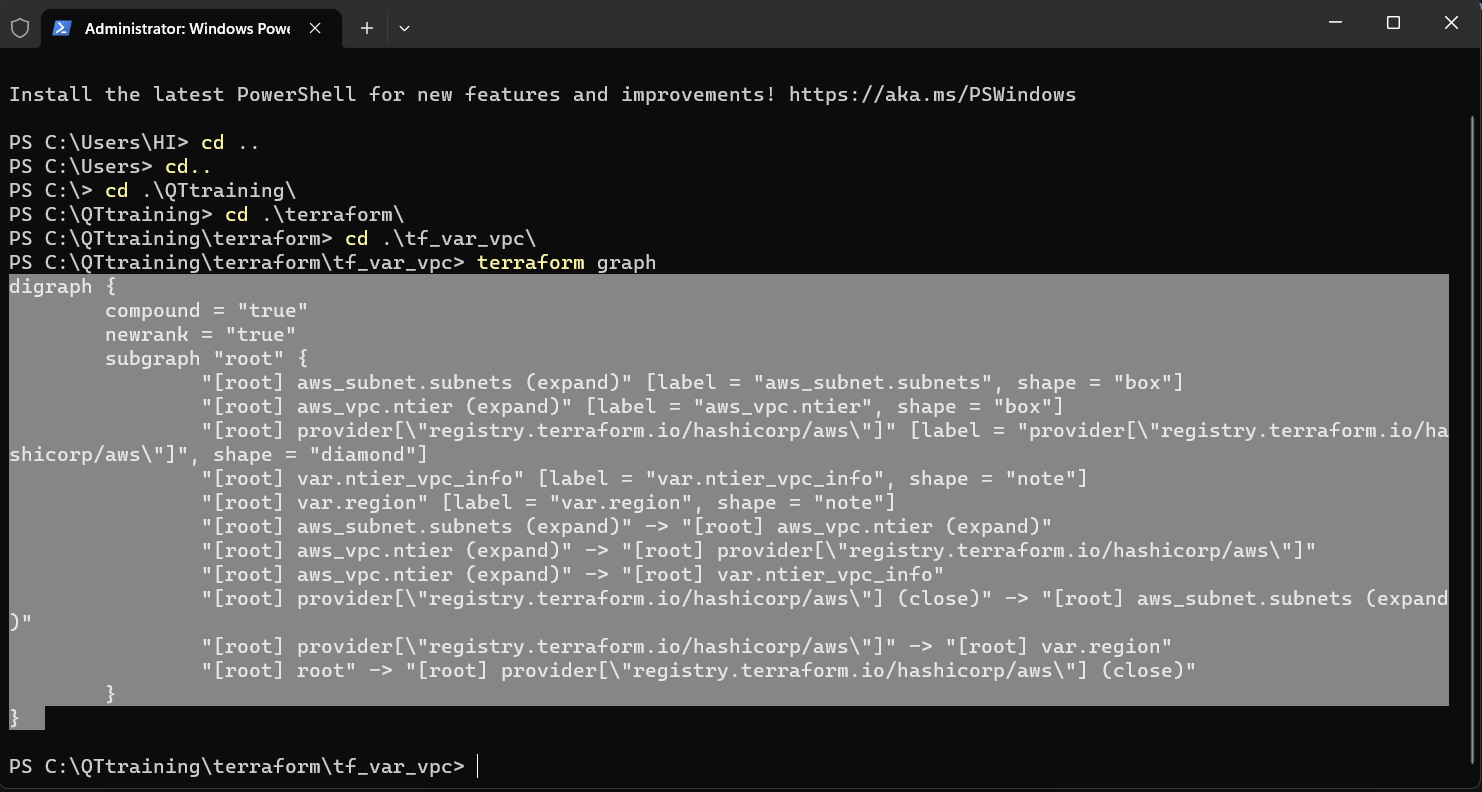 Administrator: Windows Powe
Install the latest PowerShell for new features and improvements! https://aka.ms/PSWindows
PS C:\Users\HI> cd ..
PS C:\Users> cd..
PS C:\> cd .\QTtraining\
PS C:\QTtraining> cd .\terraform\
PS C:\QTtraining\terraform> cd .\tf_var_vpc\
PS C:\QTtraining\terraform\tf_var_vpc> terraform graph
digraph {
        compound = "true"
        newrank = "true"
        subgraph "root" {
                "[root] aws_subnet.subnets (expand)" [label = "aws_subnet.subnets", shape = "box"]
                "[root] aws_vpc.ntier (expand)" [label = "aws_vpc.ntier", shape = "box"]
                "[root] provider[\"registry.terraform.io/hashicorp/aws\"]" [label = "provider[\"registry.terraform.io/ha
shicorp/aws\"]", shape = "diamond"]
                "[root] var.ntier_vpc_info" [label = "var.ntier_vpc_info", shape = "note"]
                "[root] var.region" [label = "var.region", shape = "note"]
                "[root] aws_subnet.subnets (expand)" -> "[root] aws_vpc.ntier (expand)"
                "[root] aws_vpc.ntier (expand)" -> "[root] provider[\"registry.terraform.io/hashicorp/aws\"]"
                "[root] aws_vpc.ntier (expand)" -> "[root] var.ntier_vpc_info"
                "[root] provider[\"registry.terraform.io/hashicorp/aws\"] (close)" -> "[root] aws_subnet.subnets (expand
)"
                "[root] provider[\"registry.terraform.io/hashicorp/aws\"]" -> "[root] var.region"
                "[root] root" -> "[root] provider[\"registry.terraform.io/hashicorp/aws\"] (close)"
        }
}
PS C:\QTtraining\terraform\tf_var_vpc>